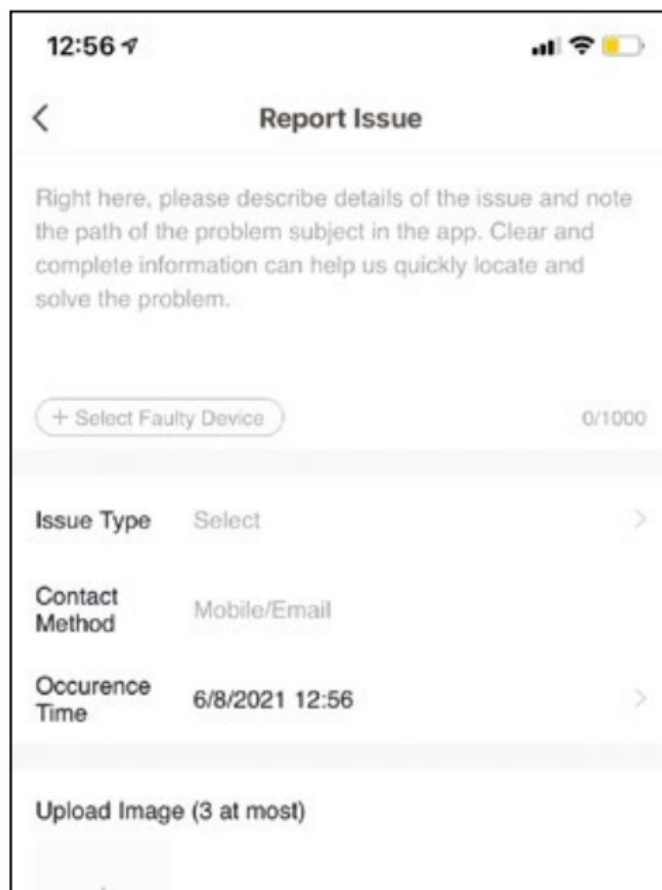 12:56
Report Issue
Right here, please describe details of the issue and note
the path of the problem subject in the app. Clear and
complete information can help us quickly locate and
solve the problem.
+ Select Faulty Device 0/1000
Issue Type Select
Contact
Method
Mobile/Email
Occurence
Time
6/8/2021 12:56
Upload Image (3 at most)